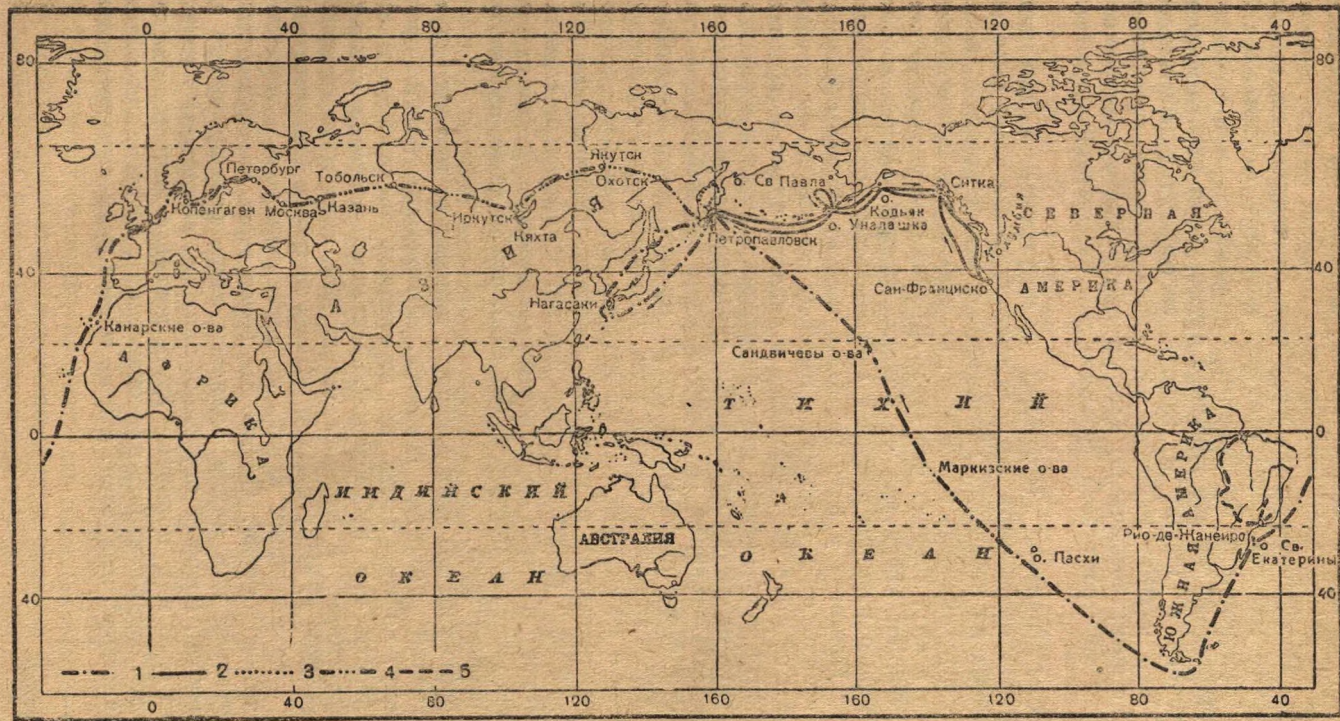 0 40 80 120 160 160 120 80 40
80 80
Якутск
Петербург
Тобольск
Охотск
б. Св Павла
Ситка
Копенгаген
Москва
Казань
Иркутск
о. Кодьяк
СЕВЕРНАЯ
Кяхта
Петропавловск
о. Уналашка
Колумбия
40 40
Сан-Франциско
АМЕРИКА
Нагасаки
АЗИЯ
Канарские о-ва
Сандвичевы о-ва
АФРИКА
ТИХИЙ
0 0
Маркизские о-ва
ИНДИЙСКИЙ
ЮЖНАЯ АМЕРИКА
АВСТРАЛИЯ
Рио-де-Жанейро
о Св.
Екатерины
ОКЕАН
о. Пасхи
ОКЕАН
40 40
1 2 3 4 5
0 40 80 120 160 160 120 80 40